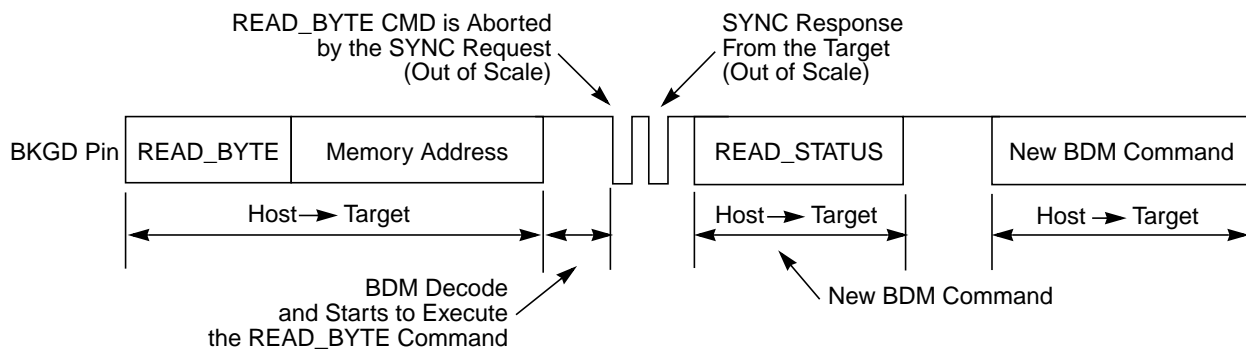 READ_BYTE CMD is Aborted
by the SYNC Request
(Out of Scale)
SYNC Response
From the Target
(Out of Scale)
BKGD Pin
READ_BYTE
Memory Address
READ_STATUS
New BDM Command
Host → Target
Host → Target
Host → Target
BDM Decode
and Starts to Execute
the READ_BYTE Command
New BDM Command